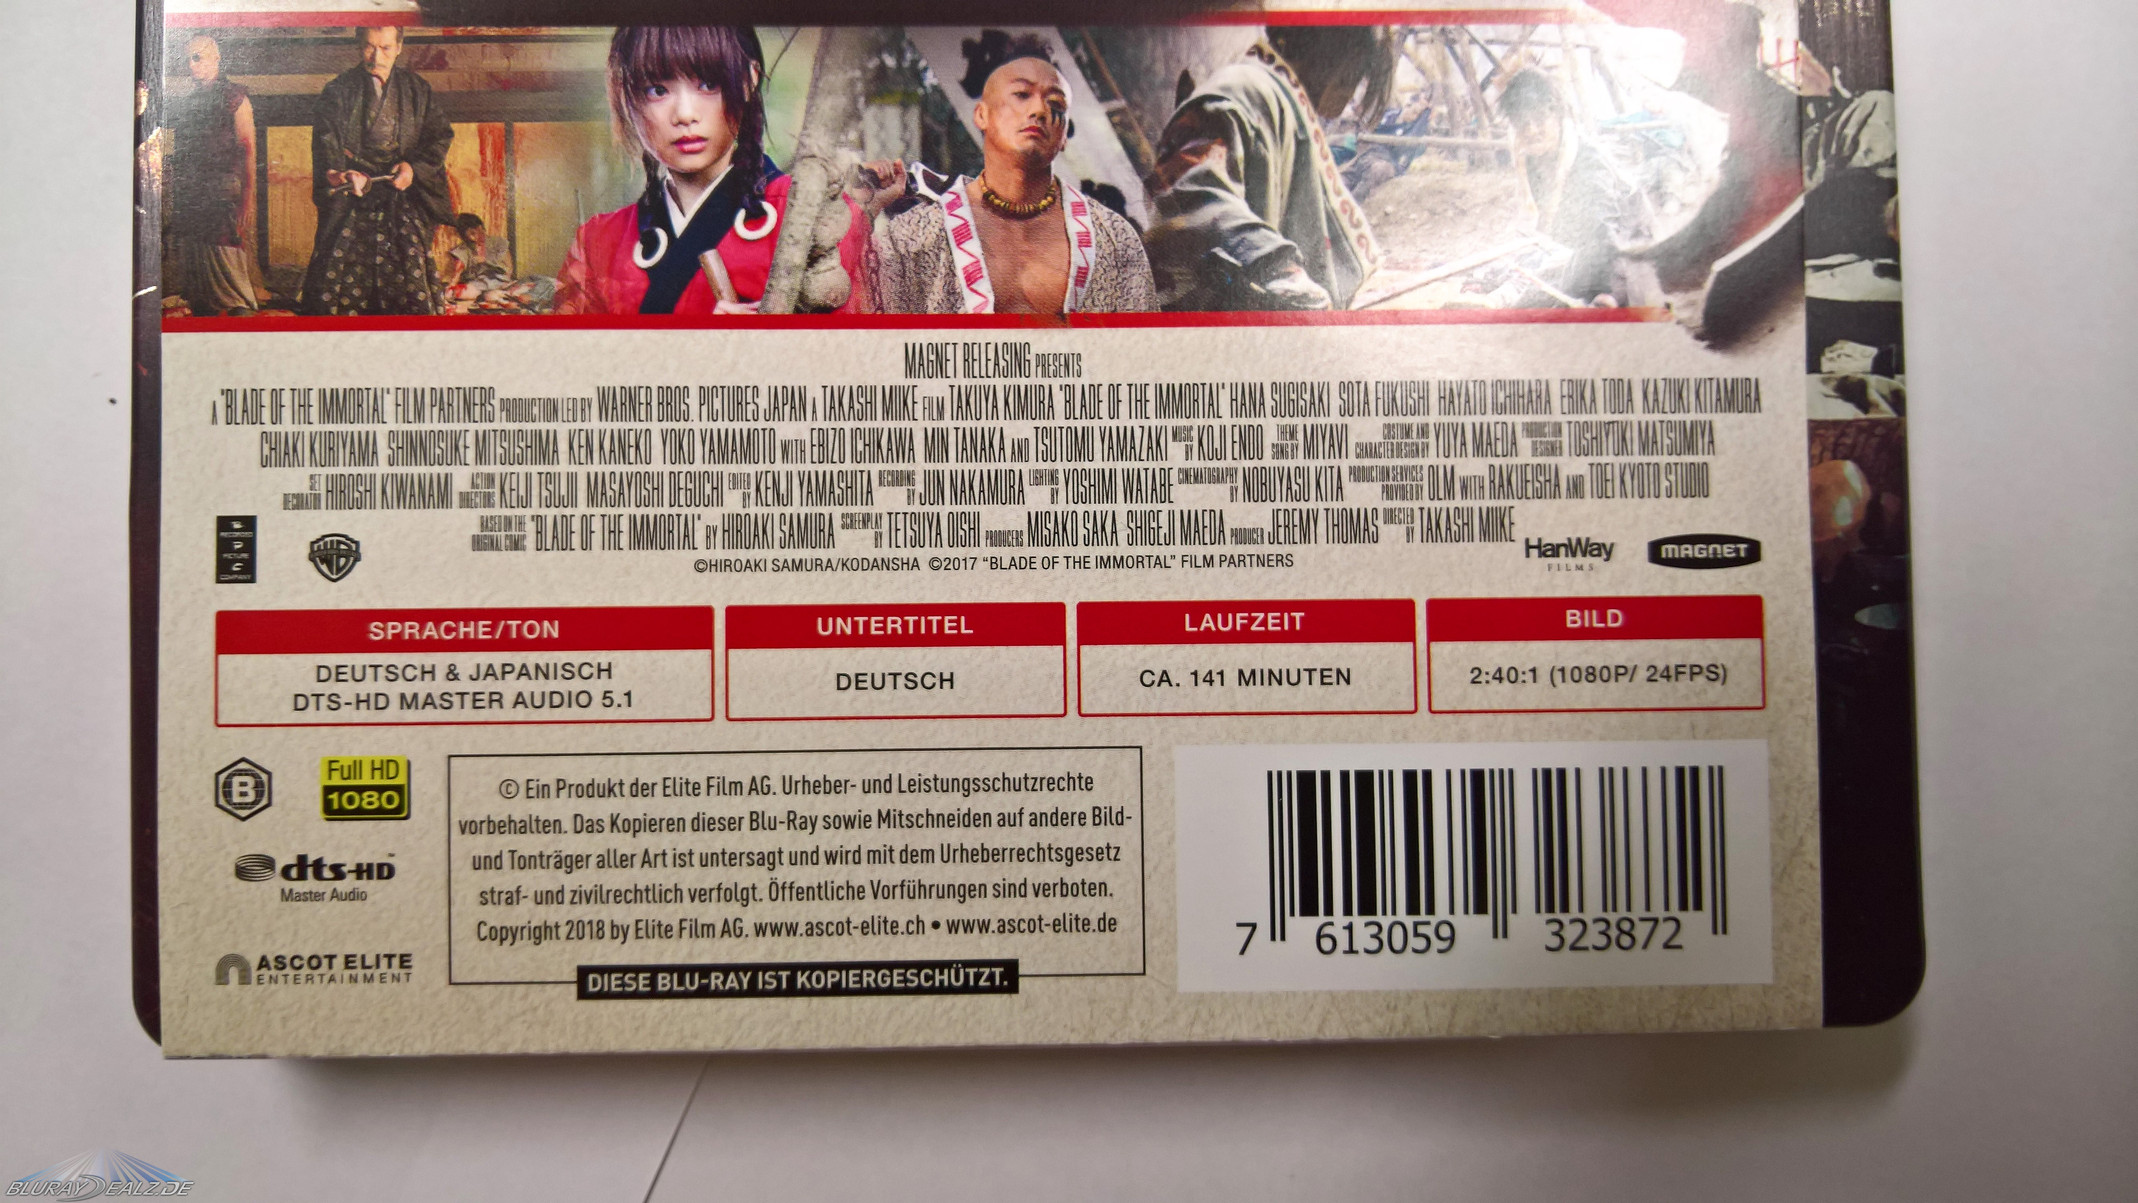 MAGNET RELEASING PRESENTS
A "BLADE OF THE IMMORTAL" FILM PARTNERS PRODUCTION LED BY WARNER BROS. PICTURES JAPAN A TAKASHI MIIKE FILM TAKUYA KIMURA "BLADE OF THE IMMORTAL" HANA SUGISAKI SOTA FUKUSHI HAYATO ICHIHARA ERIKA TODA KAZUKI KITAMURA
CHIAKI KURIYAMA SHINNOSUKE MITSUSHIMA KEN KANEKO YOKO YAMAMOTO WITH EBIZO ICHIKAWA MIN TANAKA AND TSUTOMU YAMAZAKI MUSIC BY KOJI ENDO THEME SONG BY MIYAVI COSTUME AND CHARACTER DESIGN BY YUYA MAEDA PRODUCTION DESIGNER TOSHIYUKI MATSUMIYA
SET DECORATOR HIROSHI KIWANAMI ACTION DIRECTORS KEIJI TSUJII MASAYOSHI DEGUCHI EDITED BY KENJI YAMASHITA RECORDING BY JUN NAKAMURA LIGHTING BY YOSHIMI WATABE CINEMATOGRAPHY BY NOBUYASU KITA PRODUCTION SERVICES PROVIDED BY OLM WITH RAKUEISHA AND TOEI KYOTO STUDIO
BASED ON THE ORIGINAL COMIC "BLADE OF THE IMMORTAL" BY HIROAKI SAMURA SCREENPLAY BY TETSUYA OISHI PRODUCERS MISAKO SAKA SHIGEJI MAEDA PRODUCER JEREMY THOMAS DIRECTED BY TAKASHI MIIKE
©HIROAKI SAMURA/KODANSHA ©2017 “BLADE OF THE IMMORTAL” FILM PARTNERS
RECORDED
P
PICTURE
C
COMPANY
HanWay
FILMS
MAGNET
SPRACHE/TON
DEUTSCH & JAPANISCH
DTS-HD MASTER AUDIO 5.1
UNTERTITEL
DEUTSCH
LAUFZEIT
CA. 141 MINUTEN
BILD
2:40:1 (1080P/ 24FPS)
B
Full HD
1080
dts-HD
Master Audio
ASCOT ELITE
ENTERTAINMENT
© Ein Produkt der Elite Film AG. Urheber- und Leistungsschutzrechte
vorbehalten. Das Kopieren dieser Blu-Ray sowie Mitschneiden auf andere Bild-
und Tonträger aller Art ist untersagt und wird mit dem Urheberrechtsgesetz
straf- und zivilrechtlich verfolgt. Öffentliche Vorführungen sind verboten.
Copyright 2018 by Elite Film AG. www.ascot-elite.ch • www.ascot-elite.de
DIESE BLU-RAY IST KOPIERGESCHÜTZT.
7 613059 323872
BLURAYDEALZ.DE